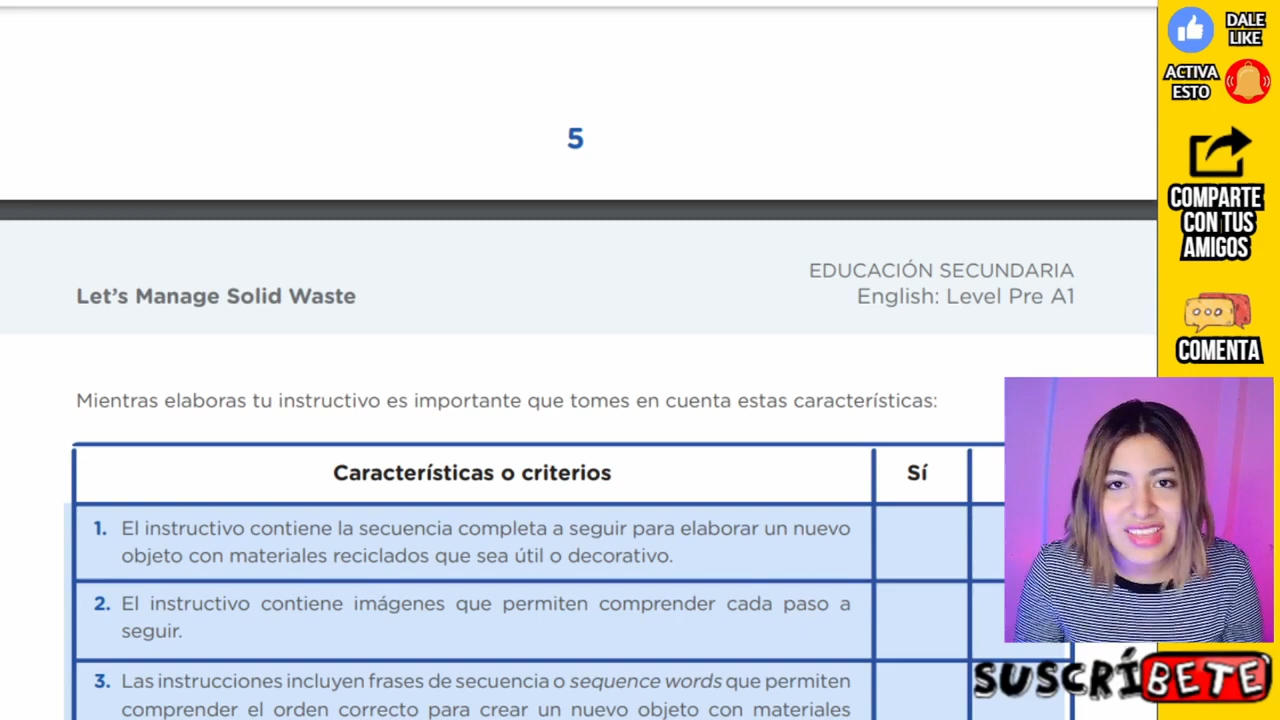 5
Let's Manage Solid Waste
EDUCACIÓN SECUNDARIA
English: Level Pre A1
Mientras elaboras tu instructivo es importante que tomes en cuenta estas características:
Características o criterios
Sí
1. El instructivo contiene la secuencia completa a seguir para elaborar un nuevo
objeto con materiales reciclados que sea útil o decorativo.
2. El instructivo contiene imágenes que permiten comprender cada paso a
seguir.
3. Las instrucciones incluyen frases de secuencia o sequence words que permiten
comprender el orden correcto para crear un nuevo objeto con materiales
DALE
LIKE
ACTIVA
ESTO
COMPARTE
CON TUS
AMIGOS
COMENTA
SUSCRÍBETE